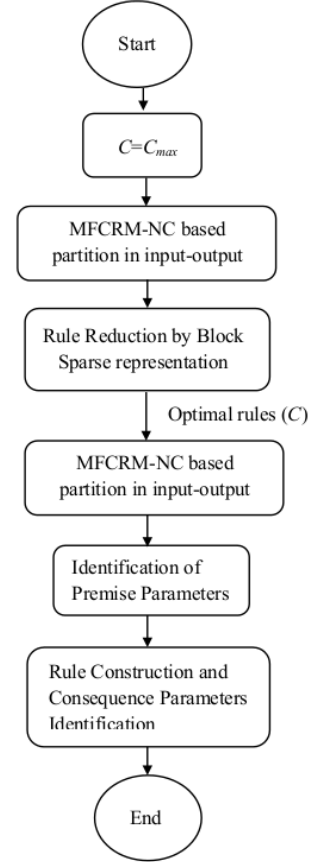 Start
C=Cmax
MFCRM-NC based
partition in input-output
Rule Reduction by Block
Sparse representation
Optimal rules (C)
MFCRM-NC based
partition in input-output
Identification of
Premise Parameters
Rule Construction and
Consequence Parameters
Identification
End